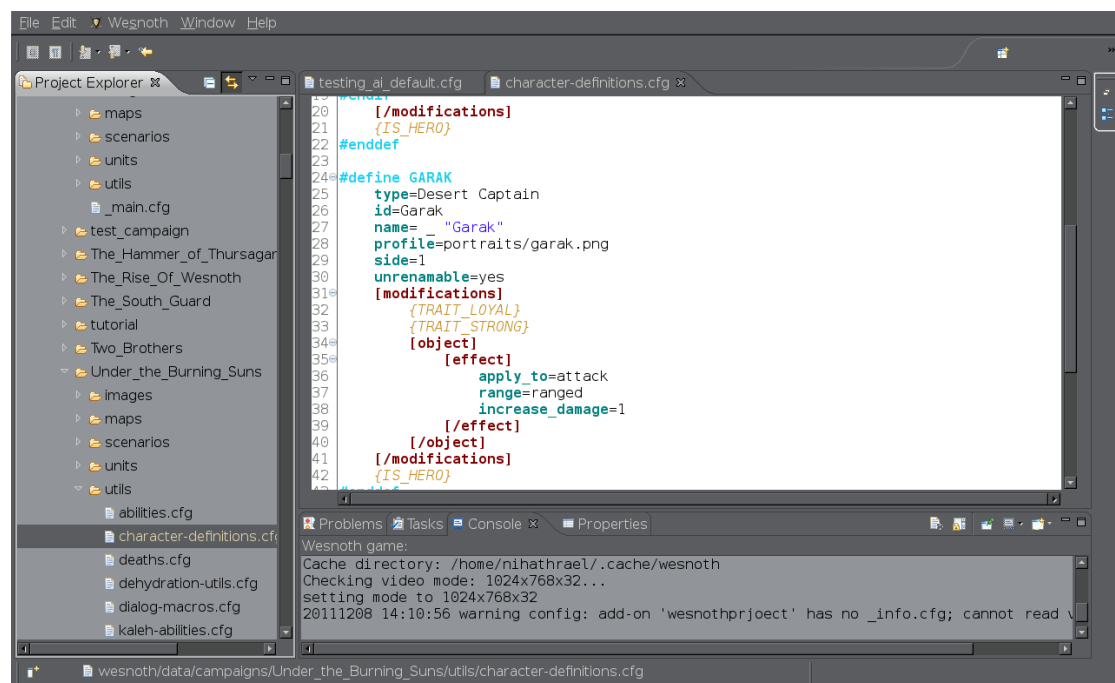 File Edit Wesnoth Window Help
Project Explorer
maps
scenarios
units
utils
_main.cfg
test_campaign
The_Hammer_of_Thursagar
The_Rise_Of_Wesnoth
The_South_Guard
tutorial
Two_Brothers
Under_the_Burning_Suns
images
maps
scenarios
units
utils
abilities.cfg
character-definitions.cf
deaths.cfg
dehydration-utils.cfg
dialog-macros.cfg
kaleh-abilities.cfg
testing_ai_default.cfg character-definitions.cfg
19 #endif
20 [/modifications]
21 {IS_HERO}
22 #enddef
23
24 #define GARAK
25 type=Desert Captain
26 id=Garak
27 name= _ "Garak"
28 profile=portraits/garak.png
29 side=1
30 unrenamable=yes
31 [modifications]
32 {TRAIT_LOYAL}
33 {TRAIT_STRONG}
34 [object]
35 [effect]
36 apply_to=attack
37 range=ranged
38 increase_damage=1
39 [/effect]
40 [/object]
41 [/modifications]
42 {IS_HERO}
43 #enddef
Problems Tasks Console Properties
Wesnoth game:
Cache directory: /home/nihathrael/.cache/wesnoth
Checking video mode: 1024x768x32...
setting mode to 1024x768x32
20111208 14:10:56 warning config: add-on 'wesnothprjoect' has no _info.cfg; cannot read v
wesnoth/data/campaigns/Under_the_Burning_Suns/utils/character-definitions.cfg